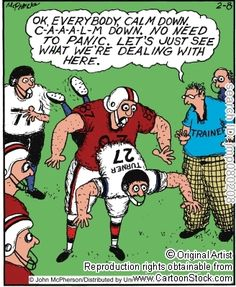 McPherson 2-8
OK, EVERYBODY, CALM DOWN.
C-A-A-A-L-M DOWN. NO NEED
TO PANIC. LET'S JUST SEE
WHAT WE'RE DEALING WITH
HERE.
TRAINER
TURNER
27
© John McPherson/Distributed by Un
© Original Artist
Reproduction rights obtainable from
www.CartoonStock.com